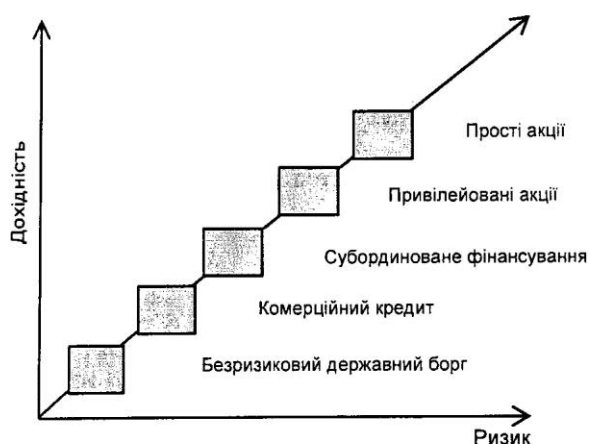 Дохідність
Прості акції
Привілейовані акції
Субординоване фінансування
Комерційний кредит
Безризиковий державний борг
Ризик